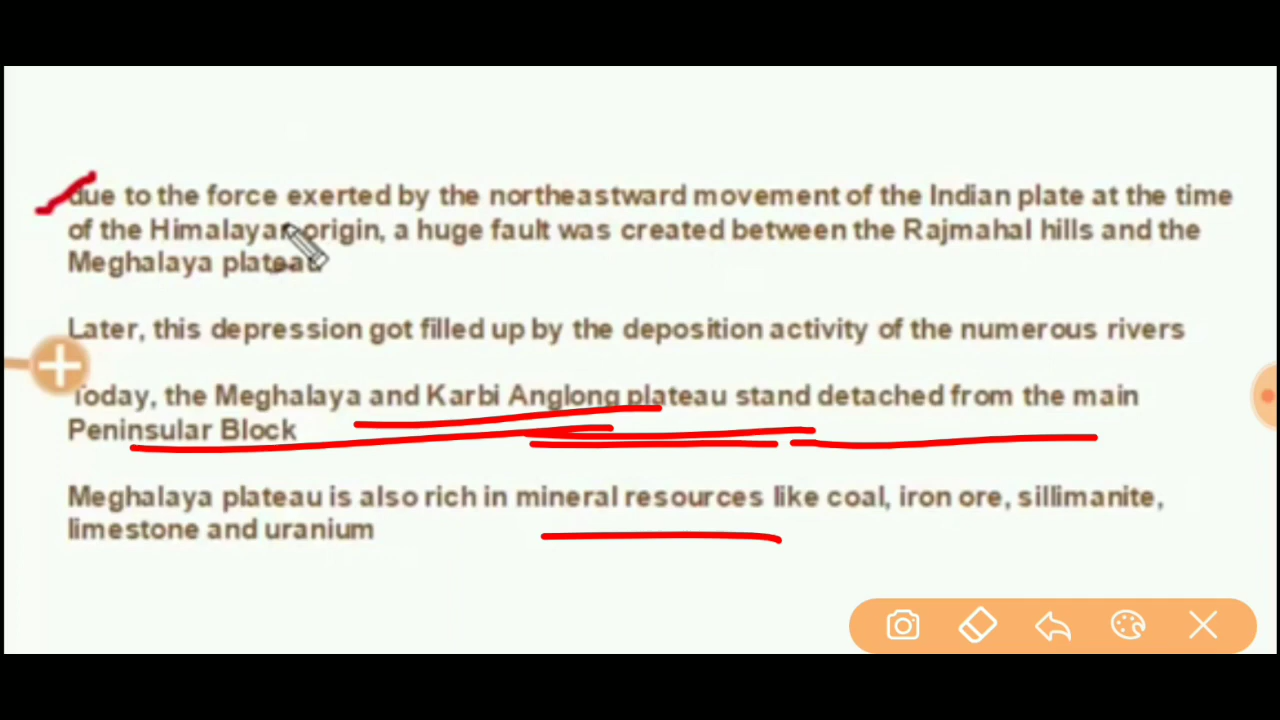 due to the force exerted by the northeastward movement of the Indian plate at the time
of the Himalayan origin, a huge fault was created between the Rajmahal hills and the
Meghalaya plateau.
Later, this depression got filled up by the deposition activity of the numerous rivers
Today, the Meghalaya and Karbi Anglong plateau stand detached from the main
Peninsular Block
Meghalaya plateau is also rich in mineral resources like coal, iron ore, sillimanite,
limestone and uranium